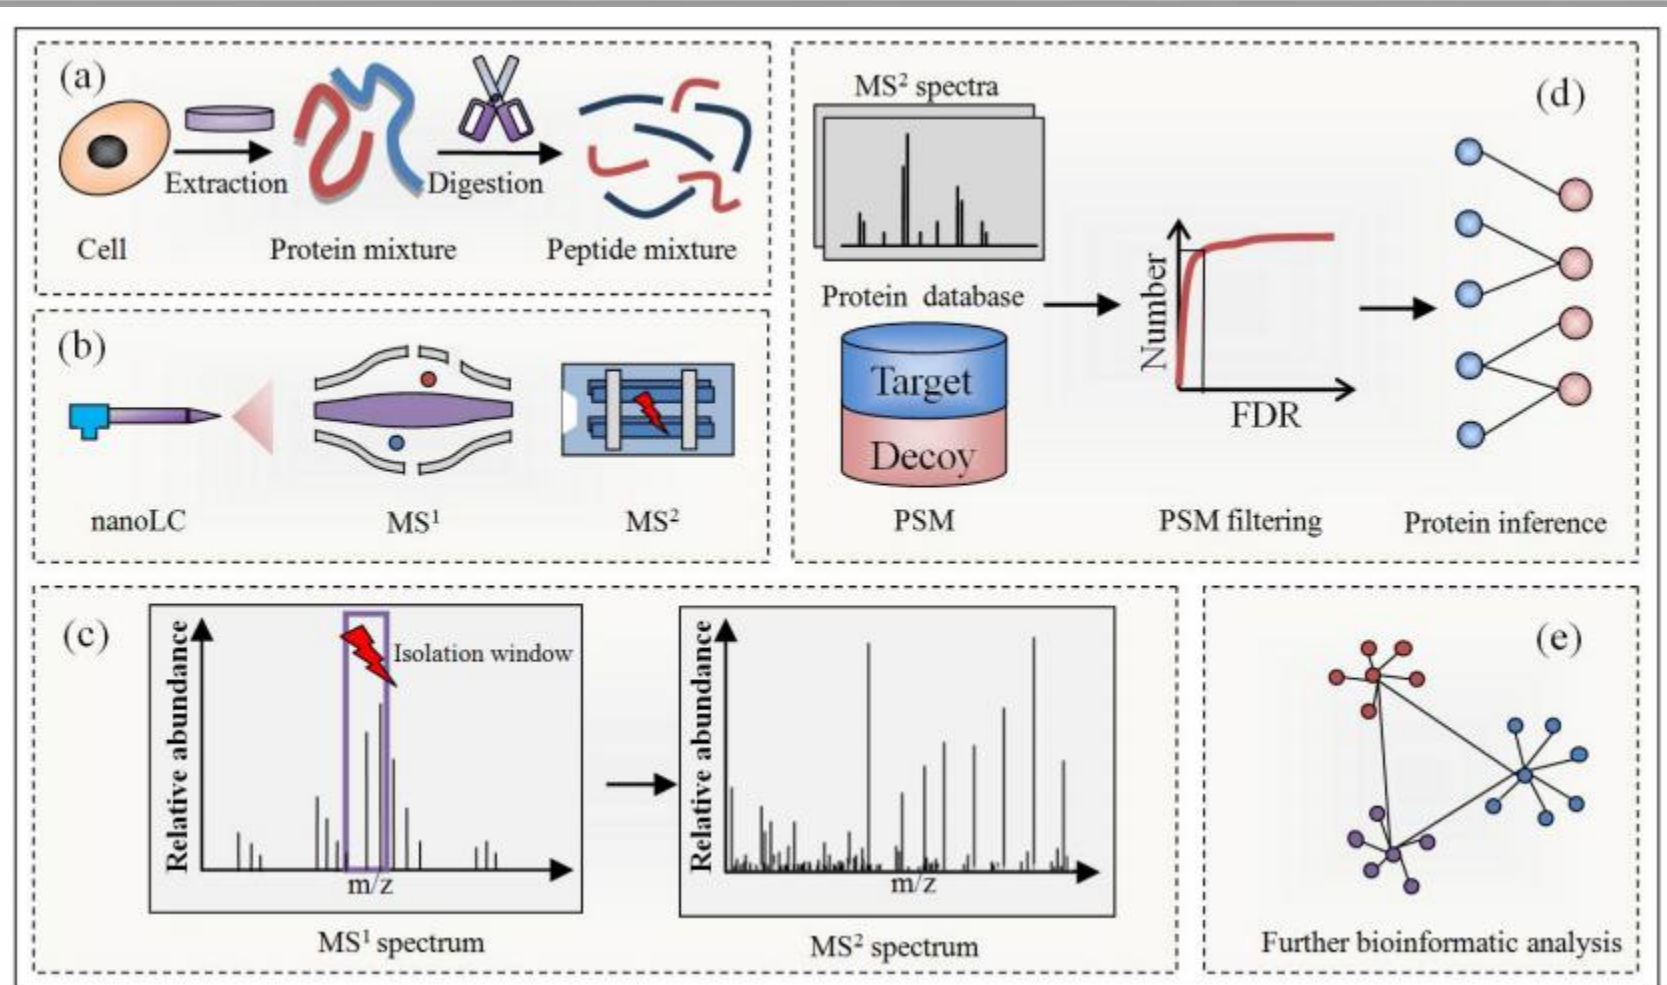 (a)
Extraction
Digestion
Cell
Protein mixture
Peptide mixture
(b)
nanoLC
MS¹
MS²
(d)
MS² spectra
Protein database
Target
Decoy
PSM
Number
FDR
PSM filtering
Protein inference
(c)
Relative abundance
Isolation window
m/z
MS¹ spectrum
Relative abundance
m/z
MS² spectrum
(e)
Further bioinformatic analysis